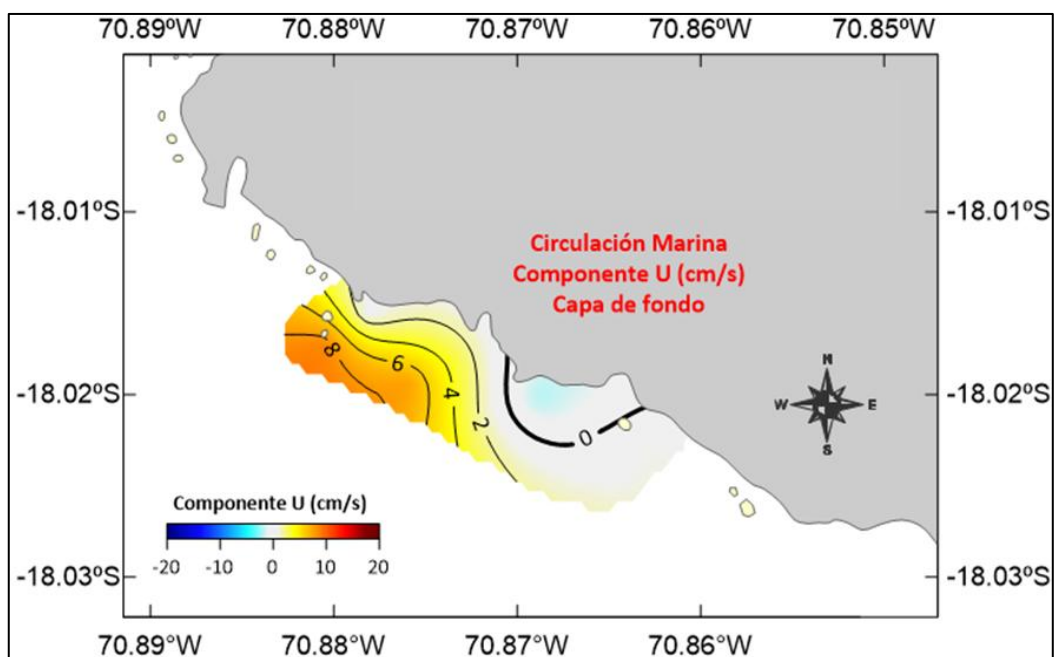 70.89ºW 70.88ºW 70.87ºW 70.86ºW 70.85ºW
-18.01ºS -18.01ºS
Circulación Marina
Componente U (cm/s)
Capa de fondo
N
W E
S
-18.02ºS -18.02ºS
8 6 4 2 0
Componente U (cm/s)
-20 -10 0 10 20
-18.03ºS -18.03ºS
70.89°W 70.88ºW 70.87ºW 70.86°W